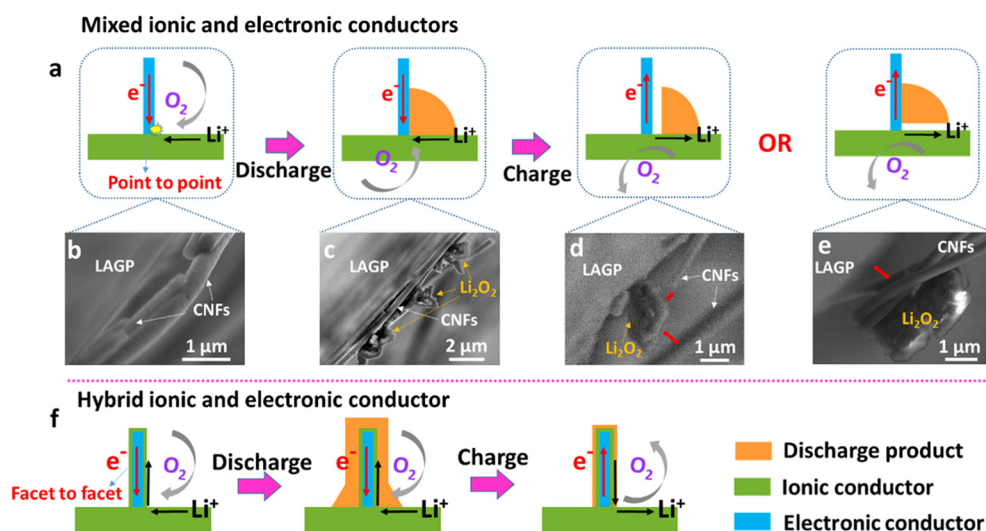 Mixed ionic and electronic conductors
a
e⁻
O₂
Li⁺
Point to point
Discharge
Li⁺
O₂
Charge
e⁻
Li⁺
O₂
OR
e⁻
Li⁺
O₂
b
LAGP
CNFs
1 μm
c
LAGP
Li₂O₂
CNFs
2 μm
d
LAGP
CNFs
Li₂O₂
1 μm
e
CNFs
LAGP
Li₂O₂
1 μm
Hybrid ionic and electronic conductor
f
e⁻
O₂
Facet to facet
Li⁺
Discharge
e⁻
O₂
Li⁺
Charge
e⁻
O₂
Li⁺
Discharge product
Ionic conductor
Electronic conductor